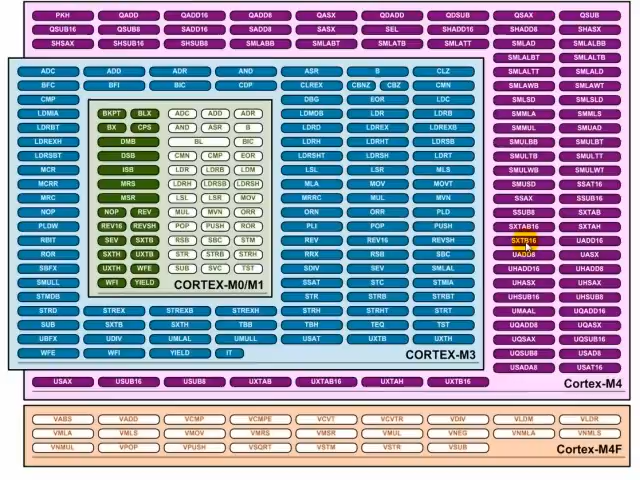 PKH QADD QADD16 QADD8 QASX QDADD QDSUB QSAX QSUB
QSUB16 QSUB8 SADD16 SADD8 SASX SEL SHADD16 SHADD8 SHASX
SHSAX SHSUB16 SHSUB8 SMLABB SMLABT SMLATB SMLATT SMLAD SMLALBB
SMLALBT SMLALTB
ADC ADD ADR AND ASR B CLZ SMLALTT SMLALD
BFC BFI BIC CDP CLREX CBNZ CBZ CMN SMLAWB SMLAWT
CMP DBG EOR LDC SMLSD SMLSLD
LDMIA BKPT BLX ADC ADD ADR LDMDB LDR LDRB SMMLA SMMLS
LDRBT BX CPS AND ASR B LDRD LDREX LDREXB SMMUL SMUAD
LDREXH DMB BL BIC LDRH LDRHT LDRSB SMULBB SMULBT
LDRSBT DSB CMN CMP EOR LDRSHT LDRSH LDRT SMULTB SMULTT
MCR ISB LDR LDRB LDM LSL LSR MLS SMULWB SMULWT
MCRR MRS LDRH LDRSB LDRSH MLA MOV MOVT SMUSD SSAT16
MRC MSR LSL LSR MOV MRRC MUL MVN SSAX SSUB16
NOP NOP REV MUL MVN ORR ORN ORR PLD SSUB8 SXTAB
PLDW REV16 REVSH POP PUSH ROR PLI POP PUSH SXTAB16 SXTAH
RBIT SEV SXTB RSB SBC STM REV REV16 REVSH SXTB16 UADD16
ROR SXTH UXTB STR STRB STRH RRX RSB SBC UADD8 UASX
SBFX UXTH WFE SUB SVC TST SDIV SEV SMLAL UHADD16 UHADD8
SMULL WFI YIELD CORTEX-M0/M1 SSAT STC STMIA UHASX UHSAX
STMDB STR STRB STRBT UHSUB16 UHSUB8
STRD STREX STREXB STREXH STRH STRHT STRT UMAAL UQADD16
SUB SXTB SXTH TBB TBH TEQ TST UQADD8 UQASX
UBFX UDIV UMLAL UMULL USAT UXTB UXTH UQSAX UQSUB16
WFE WFI YIELD IT CORTEX-M3 UQSUB8 USAD8
USADA8 USAT16
USAX USUB16 USUB8 UXTAB UXTAB16 UXTAH UXTB16 Cortex-M4
VABS VADD VCMP VCMPE VCVT VCVTR VDIV VLDM VLDR
VMLA VMLS VMOV VMRS VMSR VMUL VNEG VNMLA VNMLS
VNMUL VPOP VPUSH VSQRT VSTM VSTR VSUB Cortex-M4F